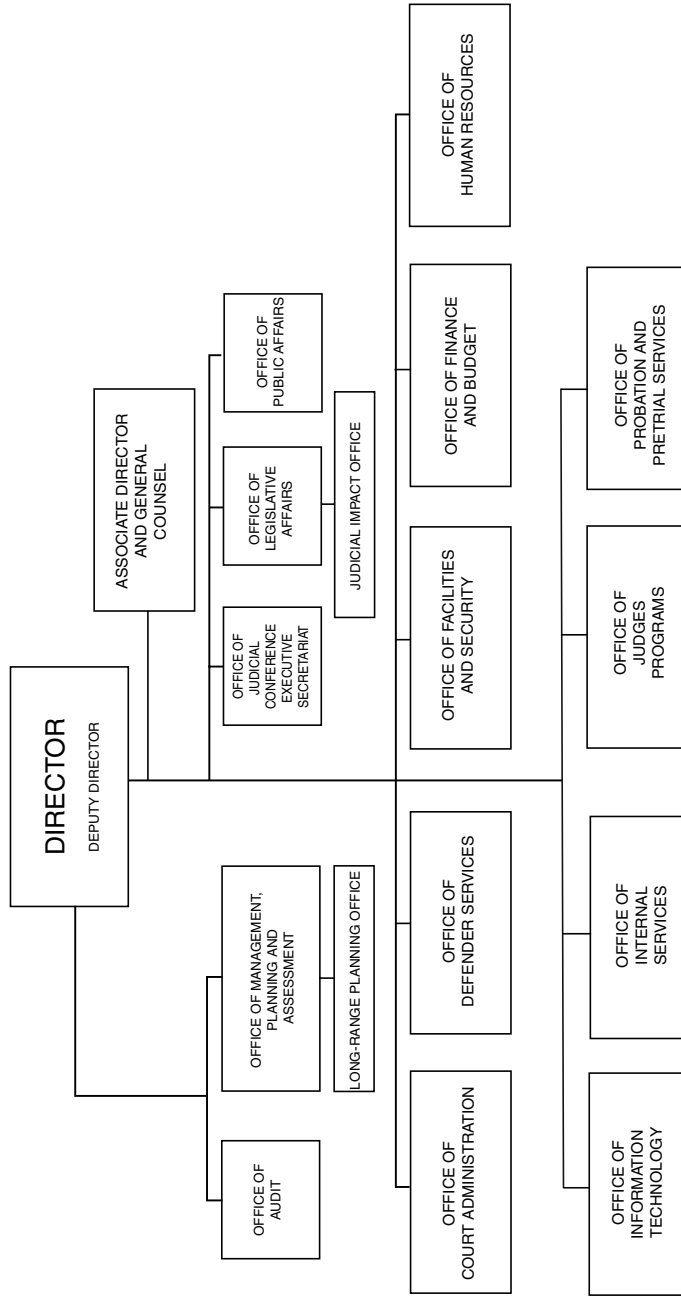 DIRECTOR
DEPUTY DIRECTOR
ASSOCIATE DIRECTOR
AND GENERAL
COUNSEL
OFFICE OF
AUDIT
OFFICE OF MANAGEMENT,
PLANNING AND
ASSESSMENT
LONG-RANGE PLANNING OFFICE
OFFICE OF
JUDICIAL
CONFERENCE
EXECUTIVE
SECRETARIAT
OFFICE OF
LEGISLATIVE
AFFAIRS
JUDICIAL IMPACT OFFICE
OFFICE OF
PUBLIC AFFAIRS
OFFICE OF
COURT ADMINISTRATION
OFFICE OF
DEFENDER SERVICES
OFFICE OF FACILITIES
AND SECURITY
OFFICE OF FINANCE
AND BUDGET
OFFICE OF
HUMAN RESOURCES
OFFICE OF
INFORMATION
TECHNOLOGY
OFFICE OF
INTERNAL
SERVICES
OFFICE OF
JUDGES
PROGRAMS
OFFICE OF
PROBATION AND
PRETRIAL SERVICES